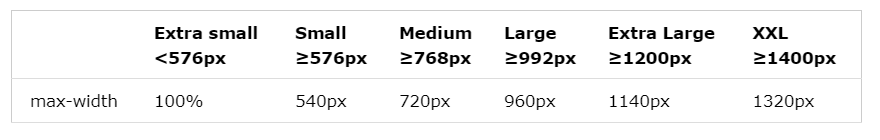 Extra small Small Medium Large Extra Large XXL
<576px ≥576px ≥768px ≥992px ≥1200px ≥1400px
max-width 100% 540px 720px 960px 1140px 1320px